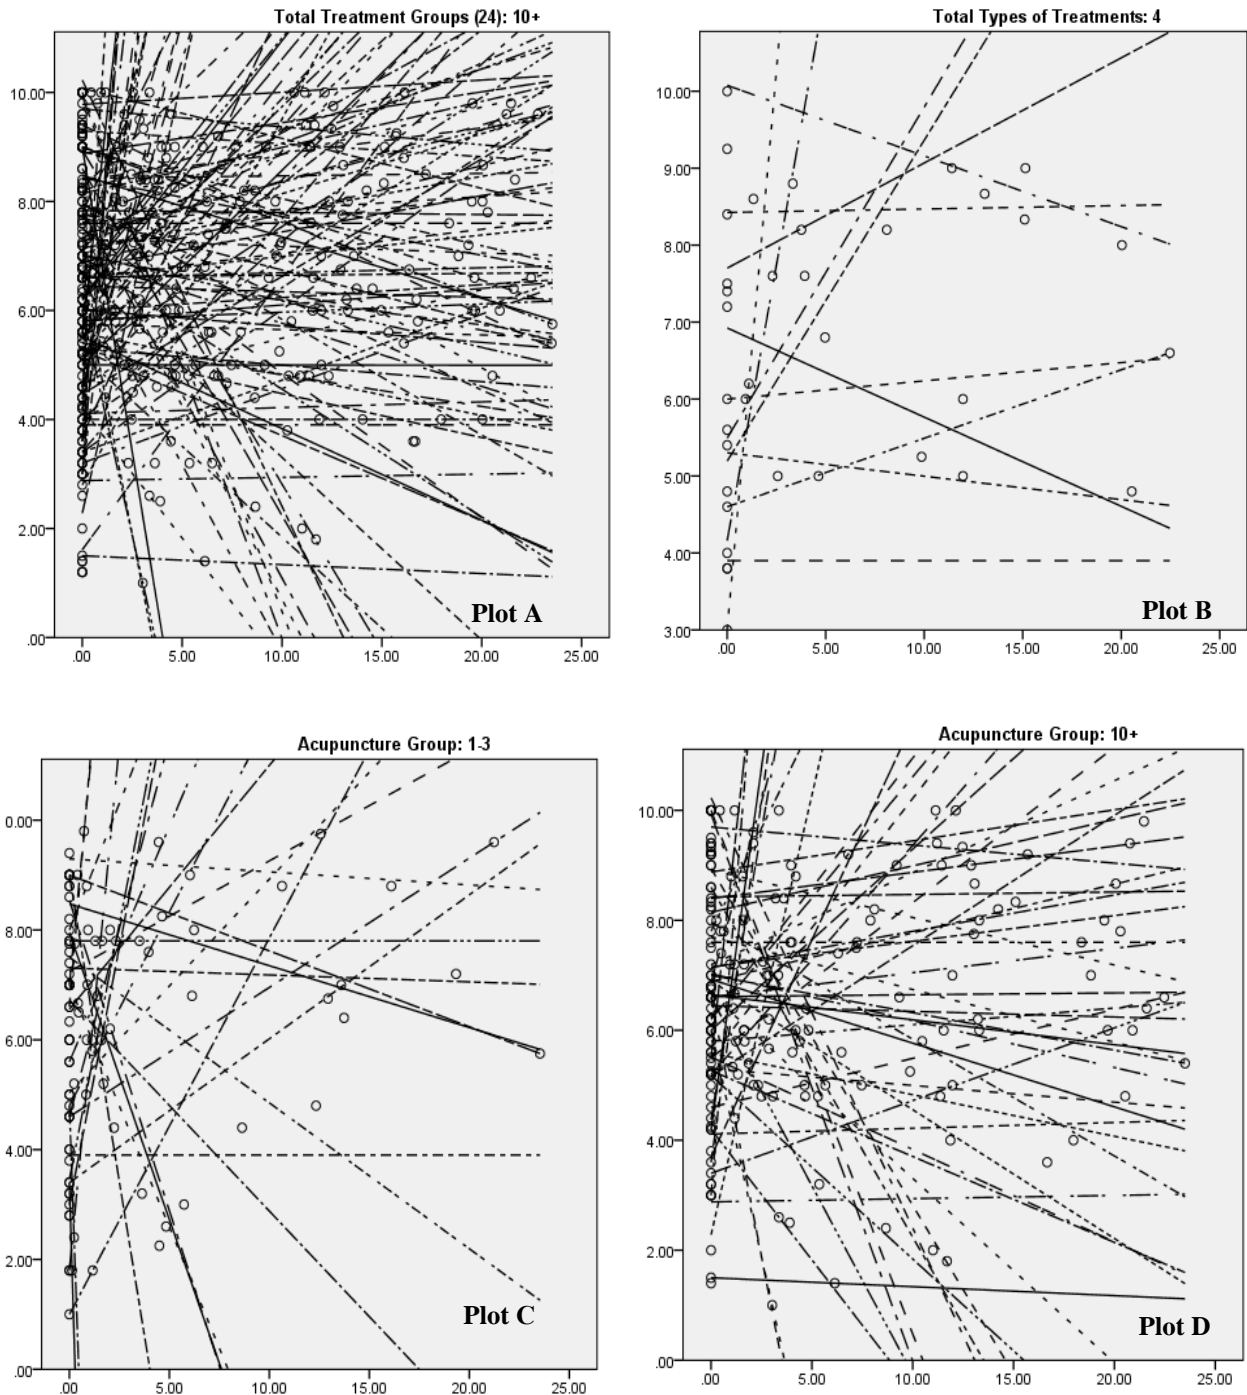 Total Treatment Groups (24): 10+
10.00
8.00
6.00
4.00
2.00
.00
.00 5.00 10.00 15.00 20.00 25.00
Plot A
Total Types of Treatments: 4
10.00
9.00
8.00
7.00
6.00
5.00
4.00
3.00
.00 5.00 10.00 15.00 20.00 25.00
Plot B
Acupuncture Group: 1-3
0.00
8.00
6.00
4.00
2.00
.00
.00 5.00 10.00 15.00 20.00 25.00
Plot C
Acupuncture Group: 10+
10.00
8.00
6.00
4.00
2.00
.00
.00 5.00 10.00 15.00 20.00 25.00
Plot D